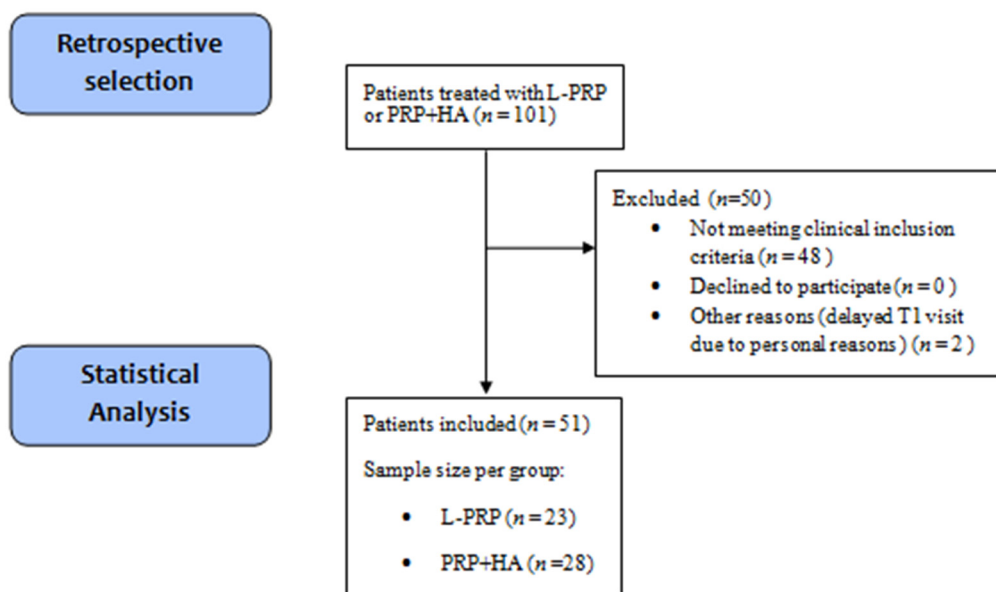 Retrospective
selection
Patients treated with L-PRP
or PRP+HA (n = 101)
Excluded (n=50)
• Not meeting clinical inclusion
criteria (n = 48)
• Declined to participate (n = 0)
• Other reasons (delayed T1 visit
due to personal reasons) (n = 2)
Statistical
Analysis
Patients included (n = 51)
Sample size per group:
• L-PRP (n = 23)
• PRP+HA (n =28)